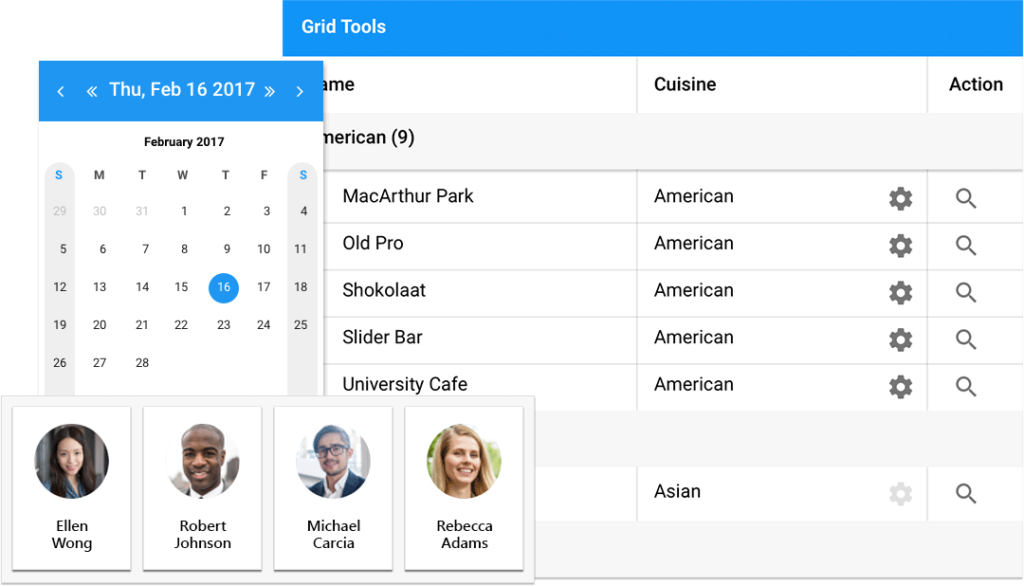 Grid Tools
Thu, Feb 16 2017
February 2017
S M T W T F S
29 30 31 1 2 3 4
5 6 7 8 9 10 11
12 13 14 15 16 17 18
19 20 21 22 23 24 25
26 27 28
ame Cuisine Action
merican (9)
MacArthur Park American
Old Pro American
Shokolaat American
Slider Bar American
University Cafe American
Asian
Ellen
Wong
Robert
Johnson
Michael
Carcia
Rebecca
Adams